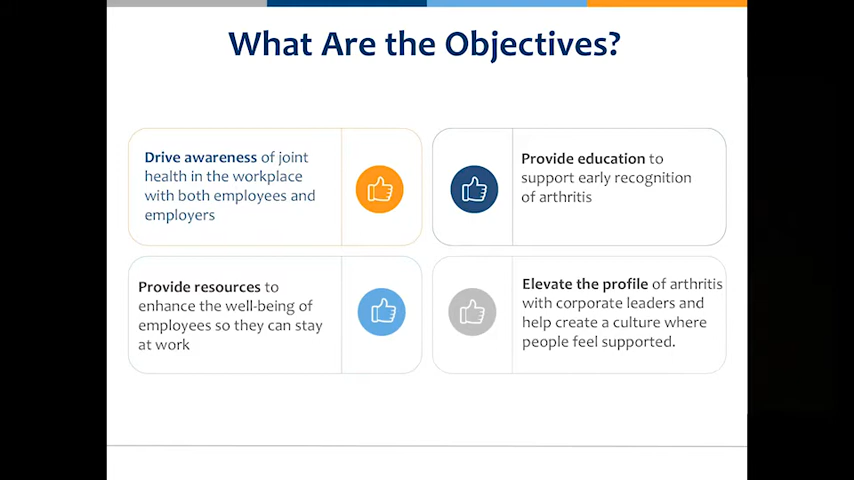 What Are the Objectives?
Drive awareness of joint
health in the workplace
with both employees and
employers
Provide education to
support early recognition
of arthritis
Provide resources to
enhance the well-being of
employees so they can stay
at work
Elevate the profile of arthritis
with corporate leaders and
help create a culture where
people feel supported.